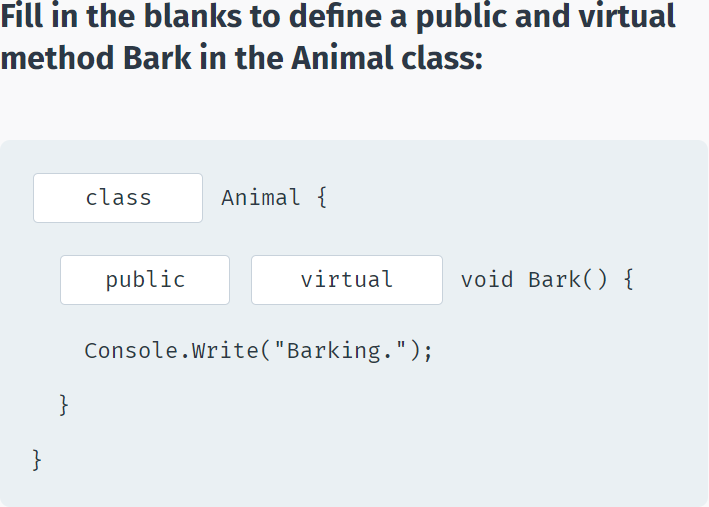 Fill in the blanks to define a public and virtual
method Bark in the Animal class:
class Animal {
public virtual void Bark() {
Console.Write("Barking.");
}
}